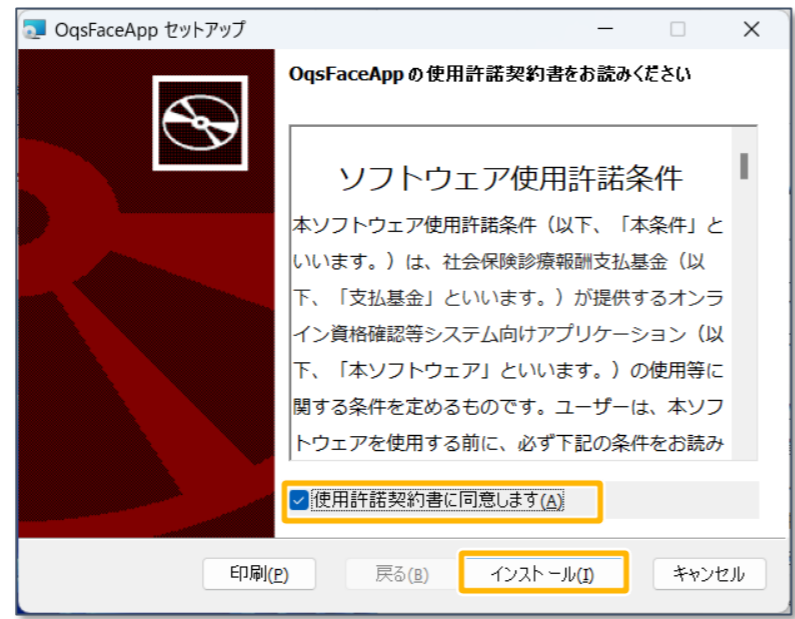 OqsFaceApp セットアップ
OqsFaceApp の使用許諾契約書をお読みください
ソフトウェア使用許諾条件
本ソフトウェア使用許諾条件（以下、「本条件」と
いいます。）は、社会保険診療報酬支払基金（以
下、「支払基金」といいます。）が提供するオンラ
イン資格確認等システム向けアプリケーション（以
下、「本ソフトウェア」といいます。）の使用等に
関する条件を定めるものです。ユーザーは、本ソフ
トウェアを使用する前に、必ず下記の条件をお読み
使用許諾契約書に同意します(A)
印刷(P) 戻る(B) インストール(I) キャンセル